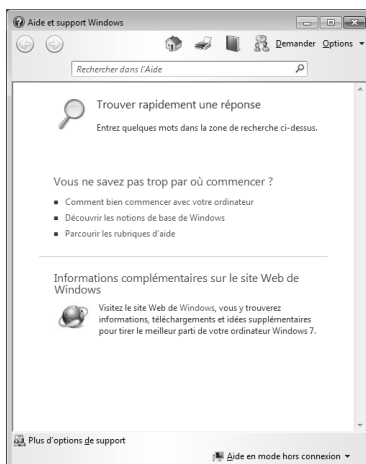 Aide et support Windows
Demander Options
Rechercher dans l'Aide
Trouver rapidement une réponse
Entrez quelques mots dans la zone de recherche ci-dessus.
Vous ne savez pas trop par où commencer ?
Comment bien commencer avec votre ordinateur
Découvrir les notions de base de Windows
Parcourir les rubriques d'aide
Informations complémentaires sur le site Web de
Windows
Visitez le site Web de Windows, vous y trouverez
informations, téléchargements et idées supplémentaires
pour tirer le meilleur parti de votre ordinateur Windows 7.
Plus d'options de support
Aide en mode hors connexion